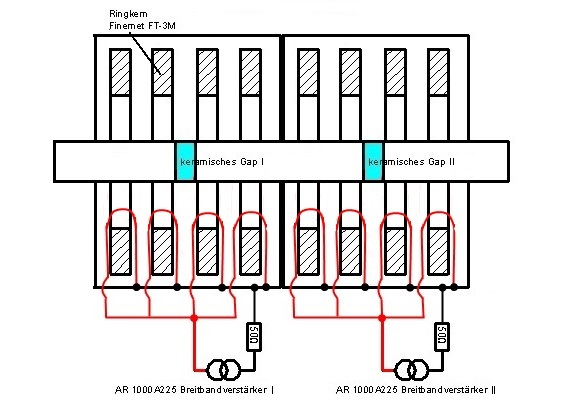 Ringkern
Finemet FT-3M
keramisches Gap I
keramisches Gap II
50Ω
50Ω
AR 1000A225 Breitbandverstärker I
AR 1000A225 Breitbandverstärker II